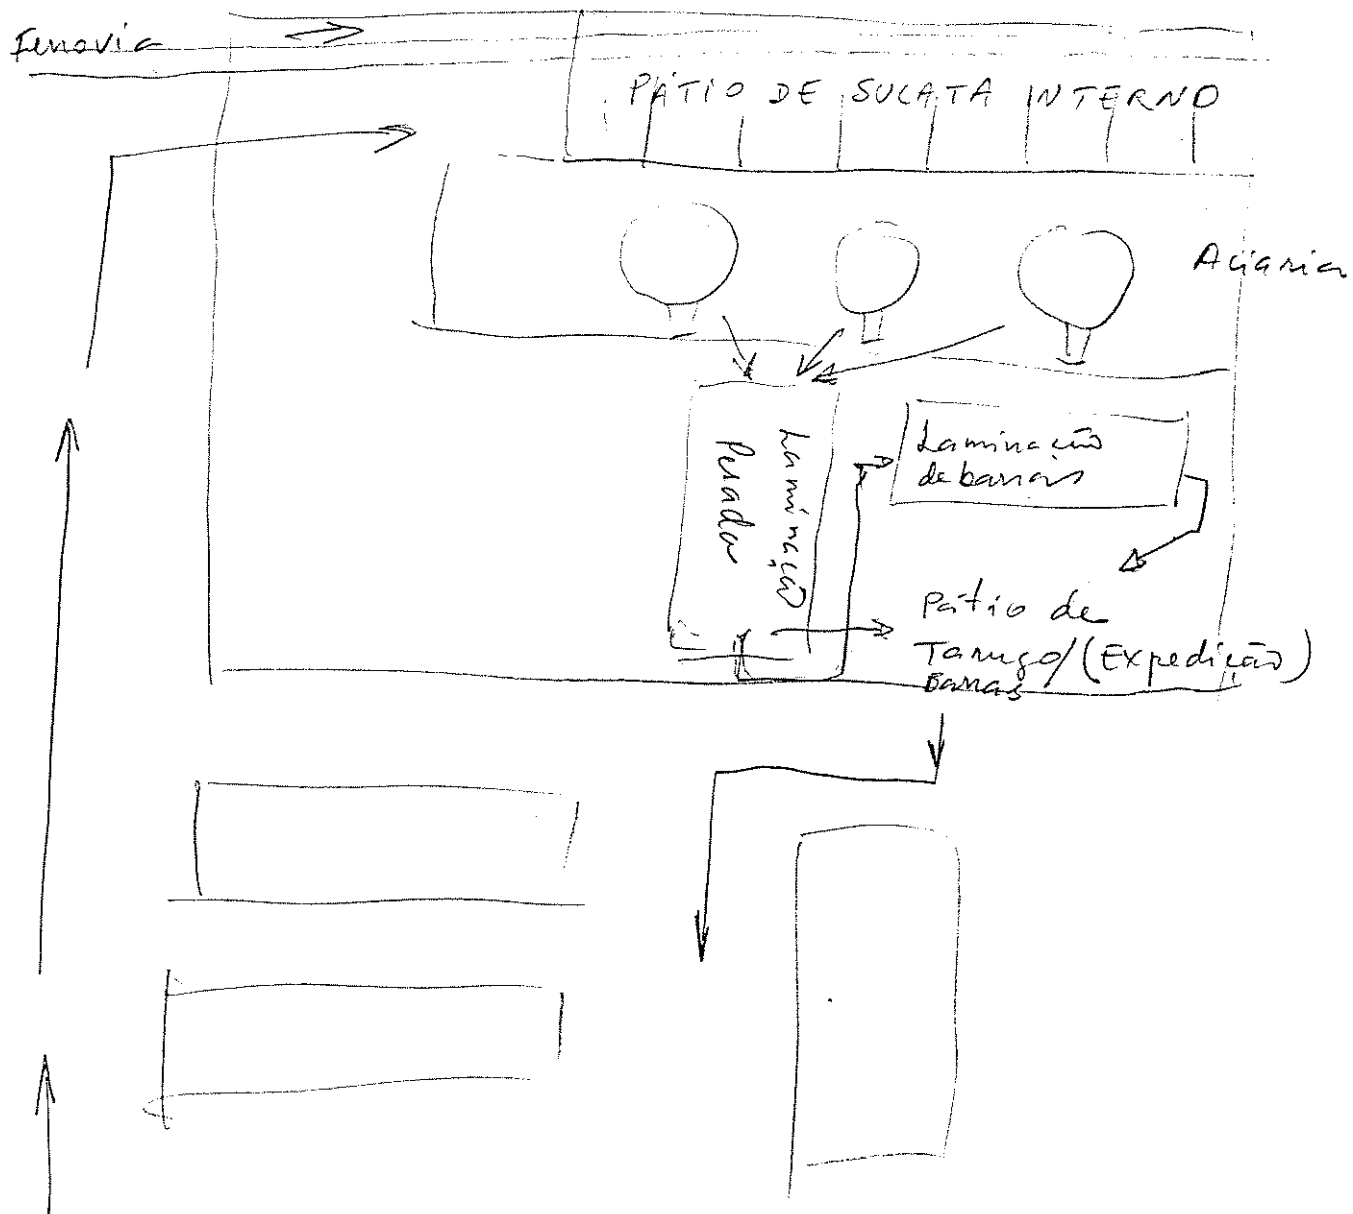 Ferrovia
PÁTIO DE SUCATA INTERNO
Aciaria
Laminação
Pesada
Laminação
de barras
Pátio de
Tarugo/(Expedição)
Barras